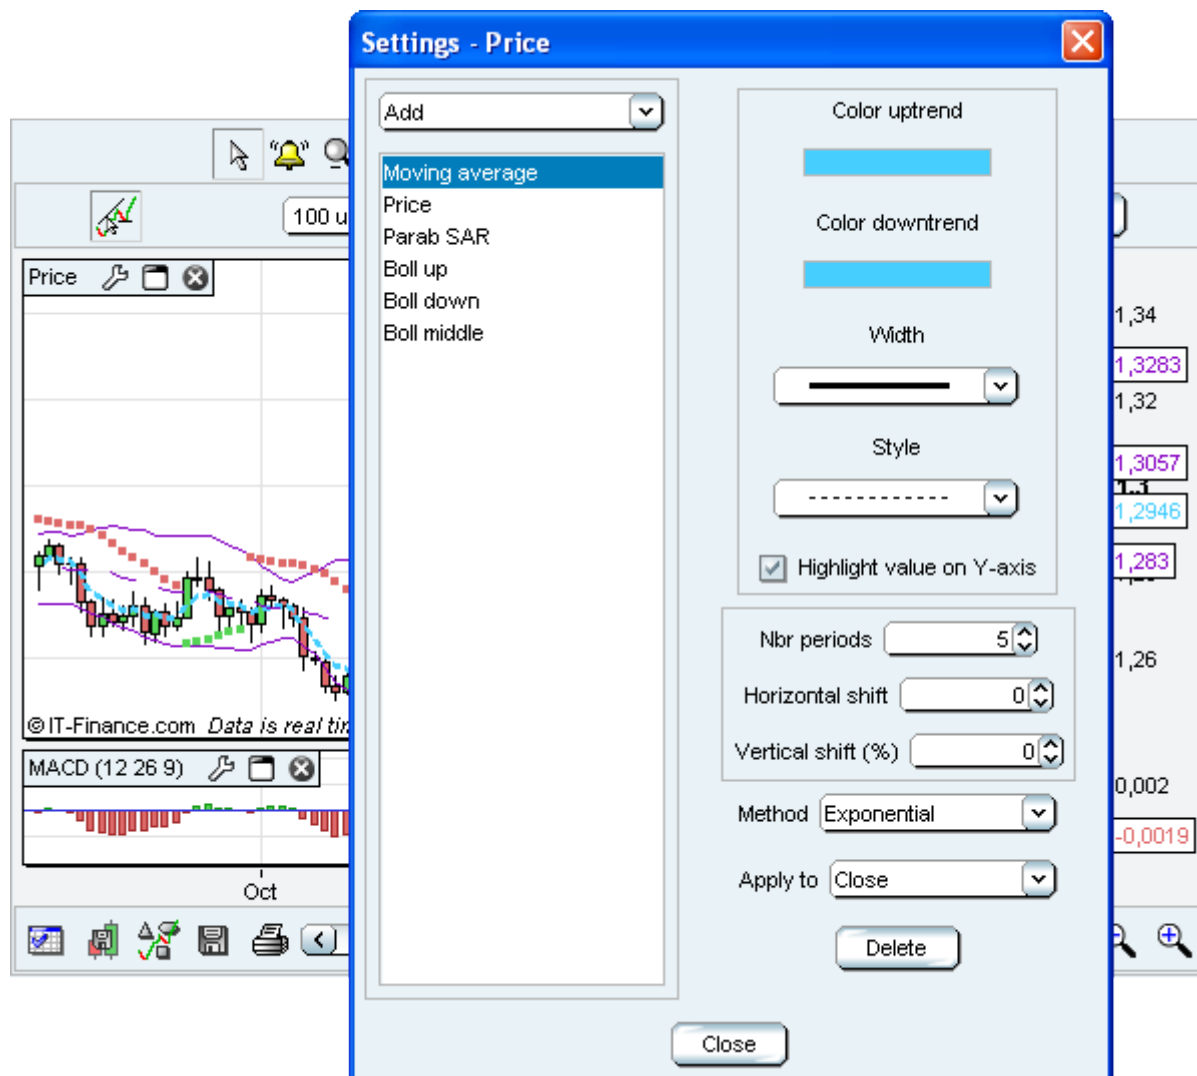 Settings - Price
Add
Color uptrend
Moving average
Price
Parab SAR
Boll up
Boll down
Boll middle
Color downtrend
Width
Style
Highlight value on Y-axis
Nbr periods 5
Horizontal shift 0
Vertical shift (%) 0
Method Exponential
Apply to Close
Delete
Close
100 u
Price
1,34
1,3283
1,32
1,3057
1,2946
1,283
1,26
© IT-Finance.com Data is real tim
MACD (12 26 9)
0,002
-0,0019
Oct